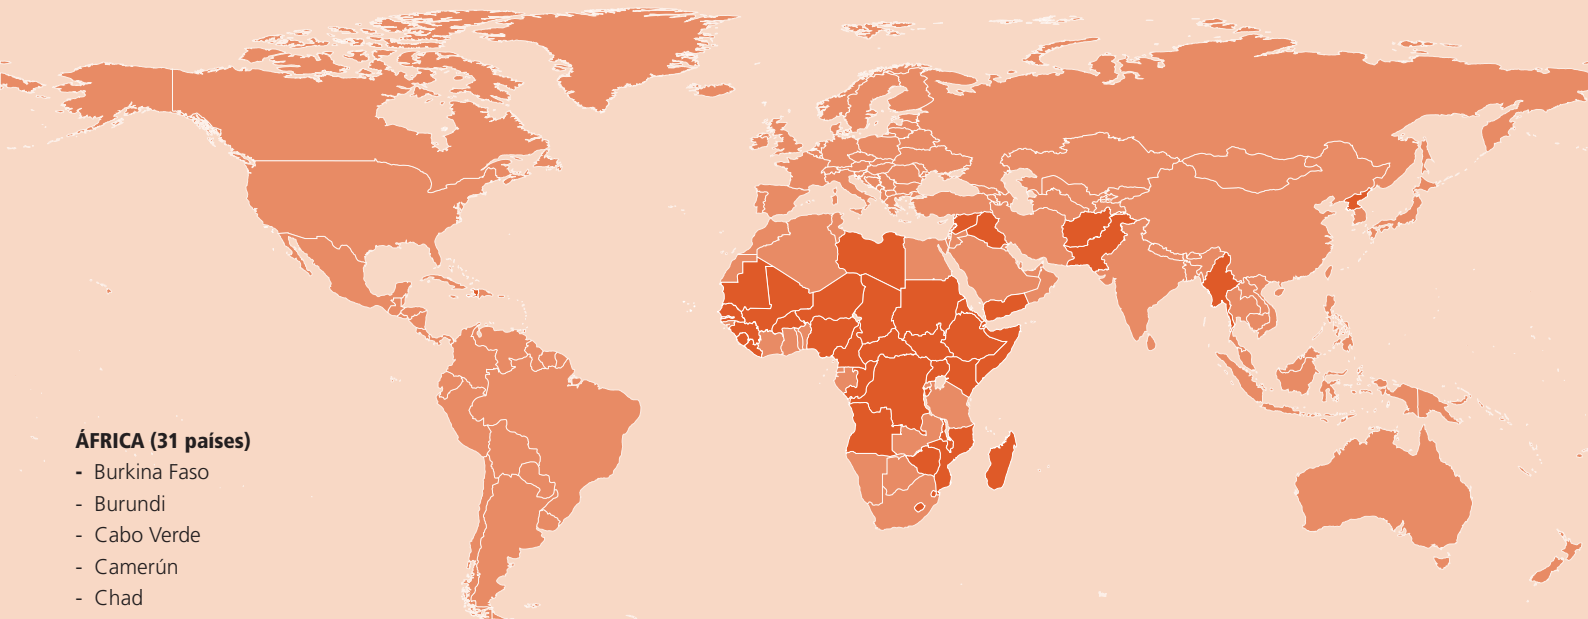 ÁFRICA (31 países)
- Burkina Faso
- Burundi
- Cabo Verde
- Camerún
- Chad